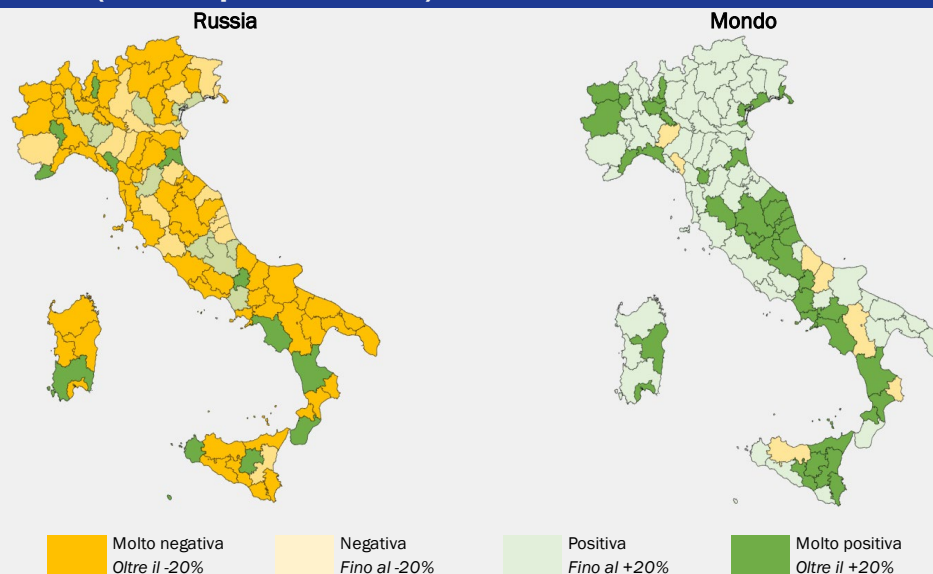 Russia
Mondo
Molto negativa
Oltre il -20%
Negativa
Fino al -20%
Positiva
Fino al +20%
Molto positiva
Oltre il +20%